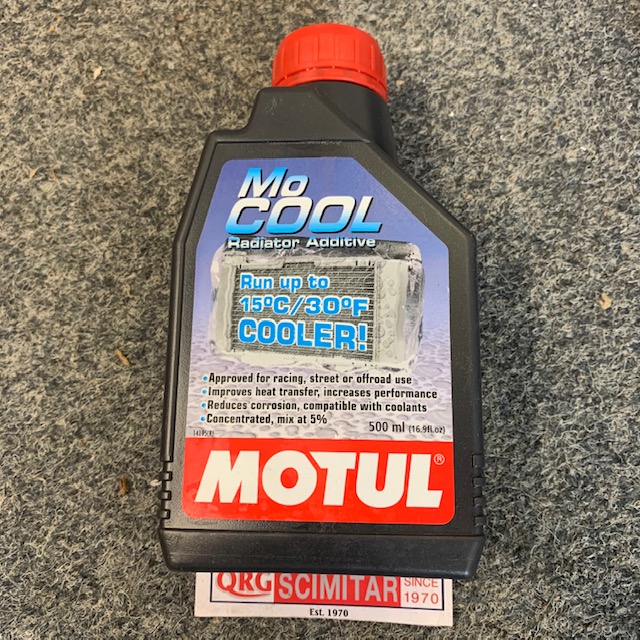 Mo
COOL
Radiator Additive
Run up to
15ºC/30ºF
COOLER!
•Approved for racing, street or offroad use
•Improves heat transfer, increases performance
•Reduces corrosion, compatible with coolants
•Concentrated, mix at 5%
500 ml (16.9fl.oz)
MOTUL®
QRG SCIMITAR SINCE 1970
Est. 1970